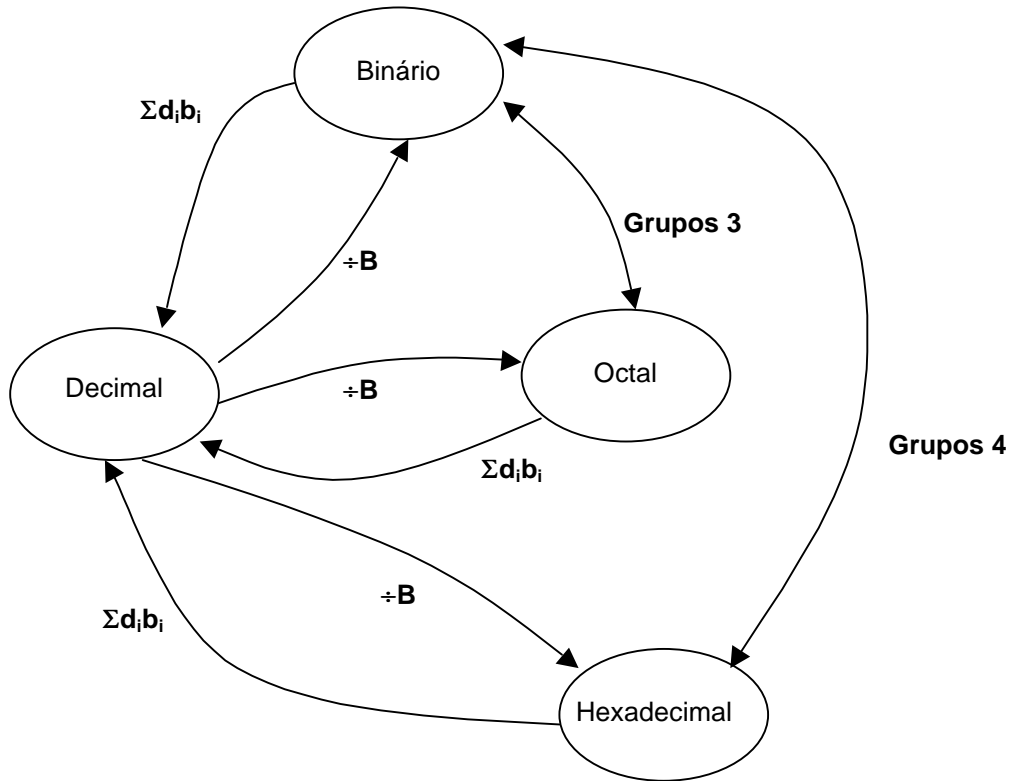 Binário
Σdᵢbᵢ
Grupos 3
÷B
Octal
Decimal
÷B
Grupos 4
Σdᵢbᵢ
÷B
Σdᵢbᵢ
Hexadecimal